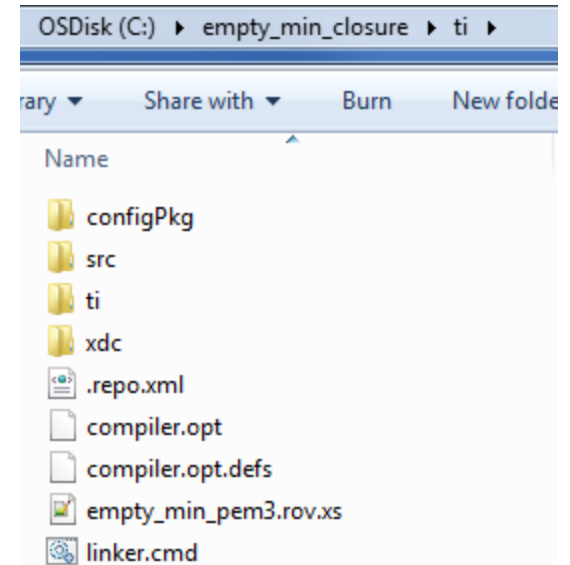 OSDisk (C:) ▸ empty_min_closure ▸ ti ▸
rary ▾ Share with ▾ Burn New folde
Name
configPkg
src
ti
xdc
.repo.xml
compiler.opt
compiler.opt.defs
empty_min_pem3.rov.xs
linker.cmd